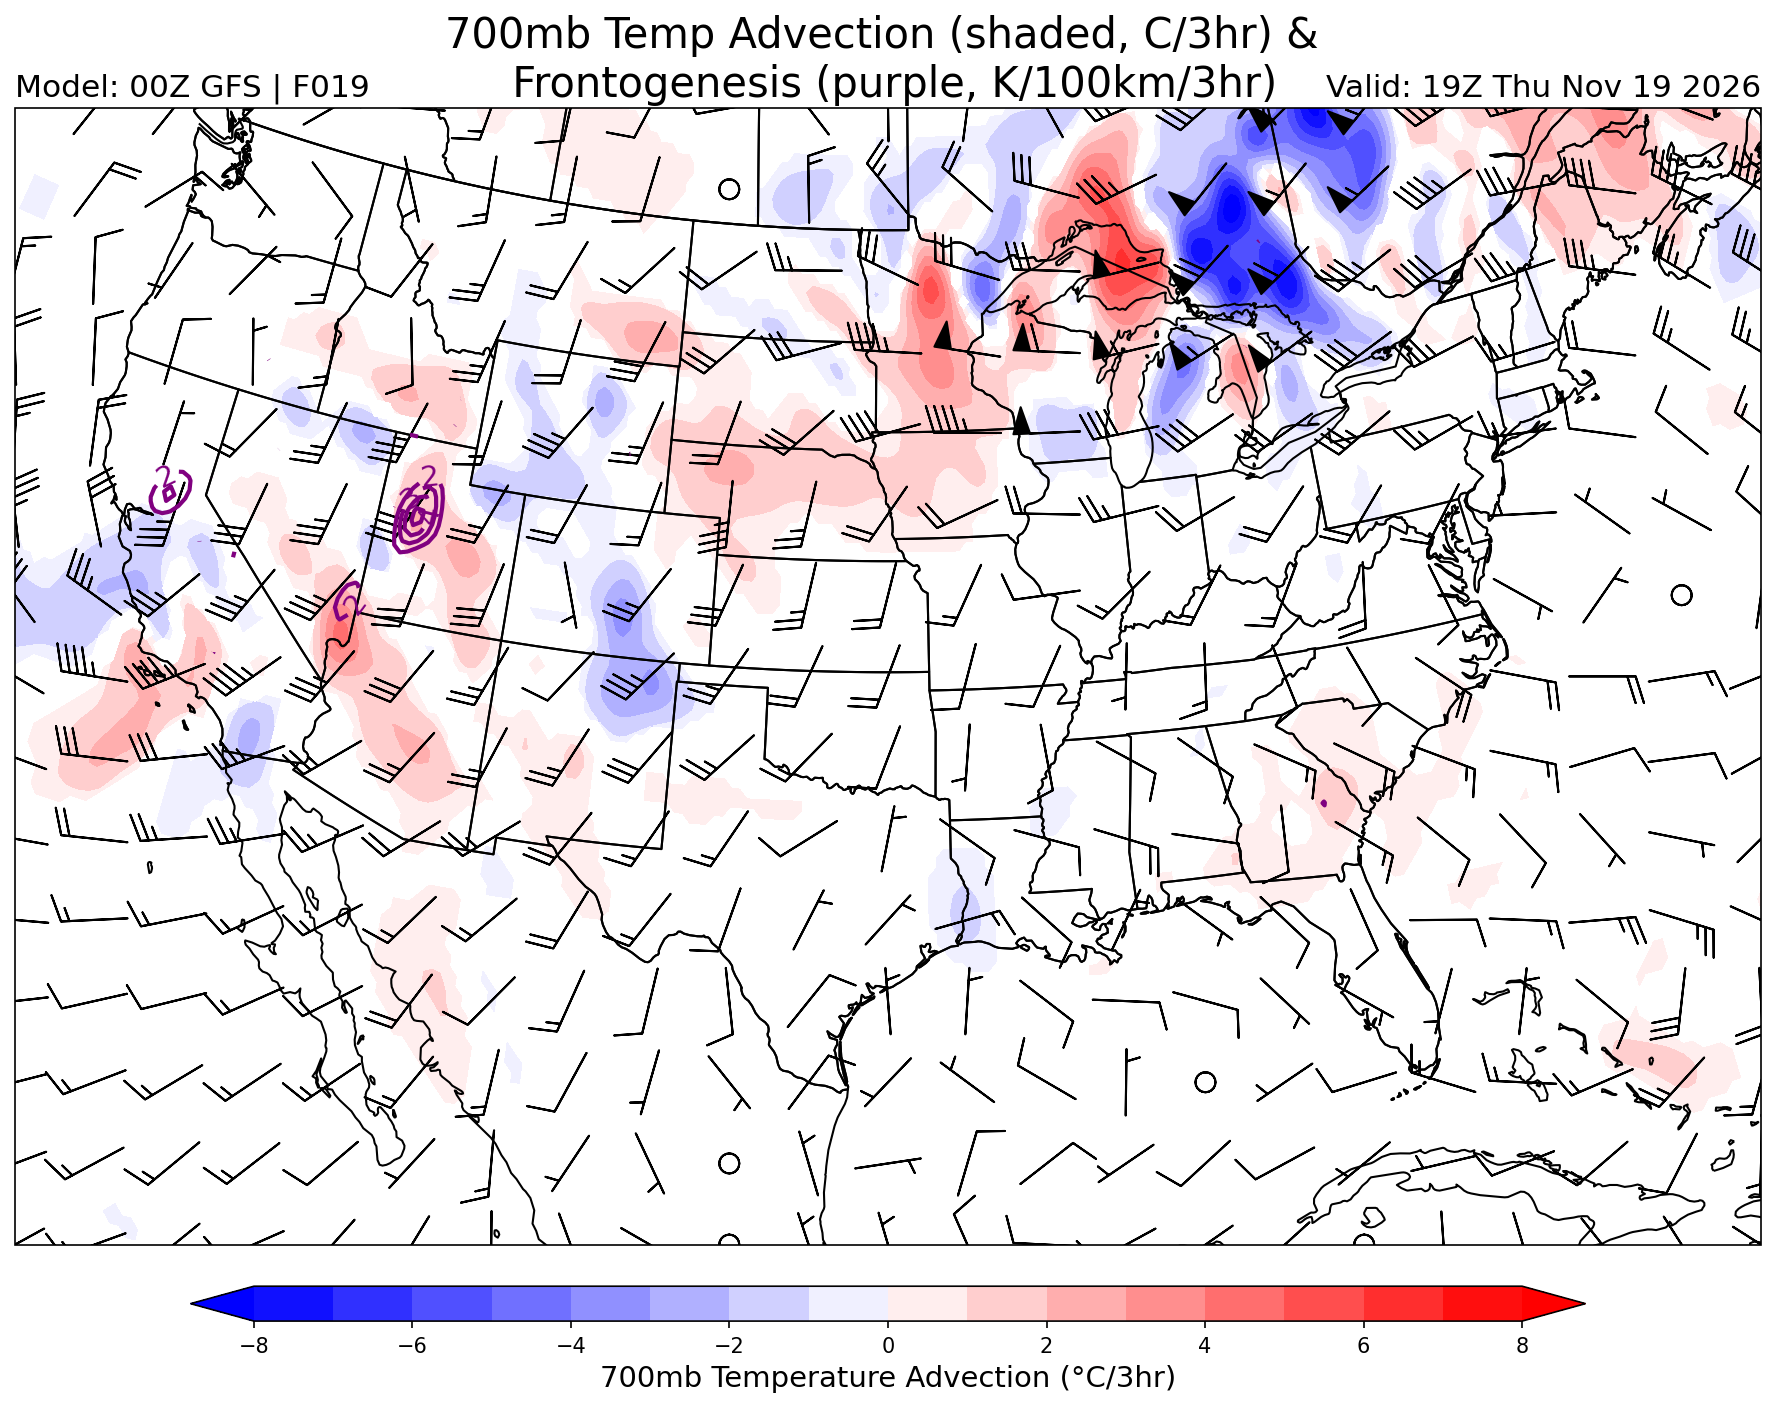 700mb Temp Advection (shaded, C/3hr) &
Model: 00Z GFS | F019 Frontogenesis (purple, K/100km/3hr) Valid: 19Z Thu Nov 19 2026
2
2
2
−8 −6 −4 −2 0 2 4 6 8
700mb Temperature Advection (°C/3hr)